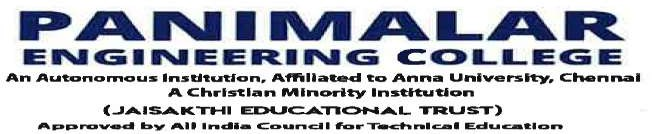 PANIMALAR
ENGINEERING COLLEGE
An Autonomous Institution, Affiliated to Anna University, Chennai
A Christian Minority Institution
(JAISAKTHI EDUCATIONAL TRUST)
Approved by All India Council for Technical Education